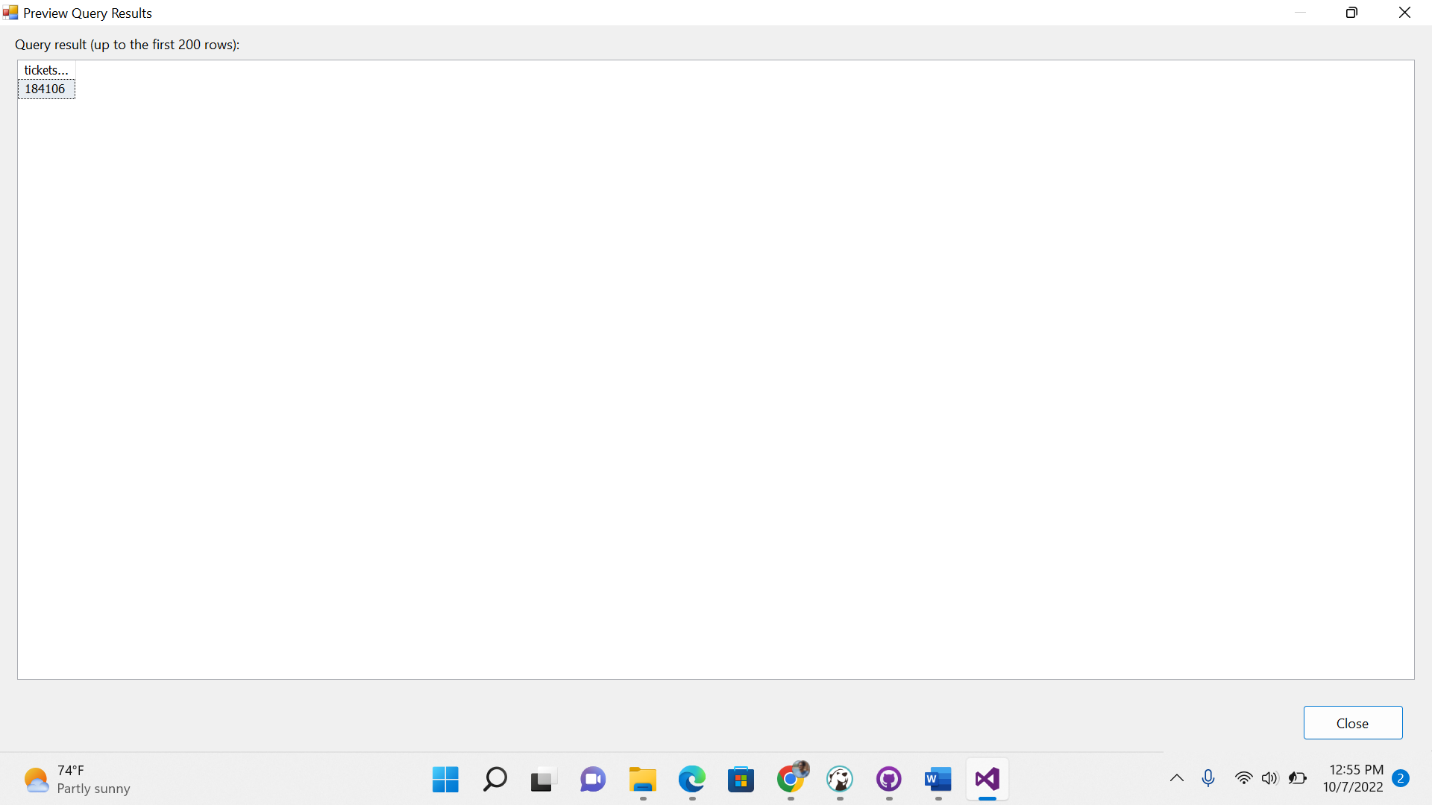 Preview Query Results
Query result (up to the first 200 rows):
tickets...
184106
Close
74°F
Partly sunny
W
12:55 PM
10/7/2022
2